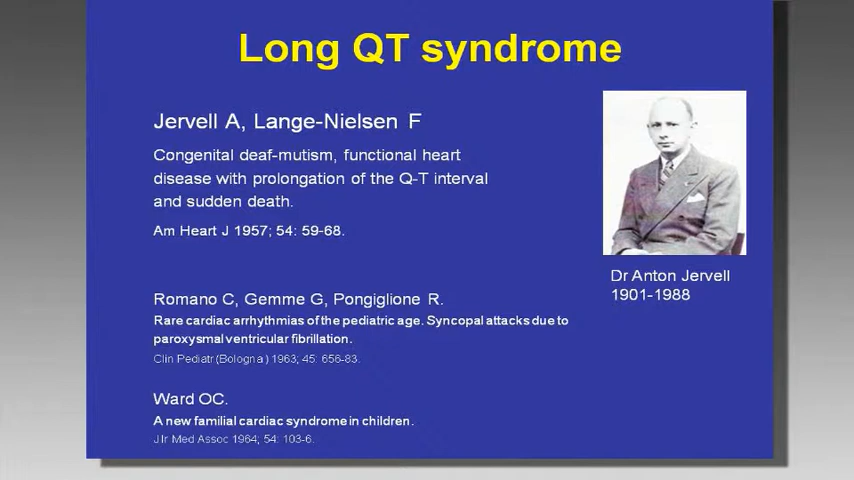 Long QT syndrome
Jervell A, Lange-Nielsen F
Congenital deaf-mutism, functional heart
disease with prolongation of the Q-T interval
and sudden death.
Am Heart J 1957; 54: 59-68.
Dr Anton Jervell
1901-1988
Romano C, Gemme G, Pongiglione R.
Rare cardiac arrhythmias of the pediatric age. Syncopal attacks due to
paroxysmal ventricular fibrillation.
Clin Pediatr (Bologna) 1963; 45: 656-83.
Ward OC.
A new familial cardiac syndrome in children.
J Ir Med Assoc 1964; 54: 103-6.